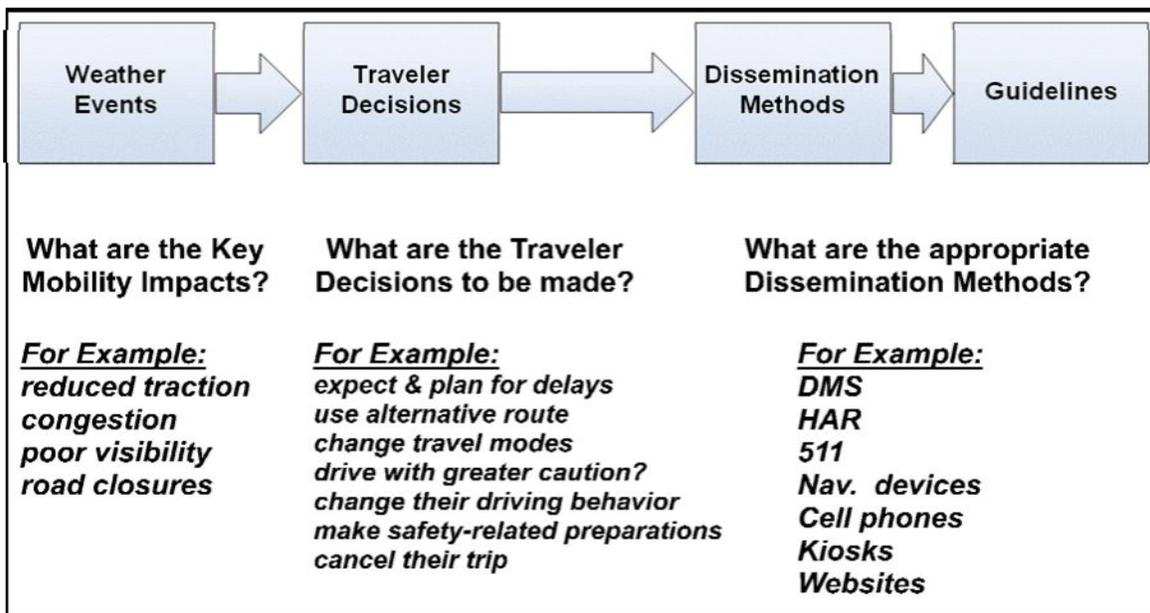 Weather
Events
Traveler
Decisions
Dissemination
Methods
Guidelines
What are the Key
Mobility Impacts?
For Example:
reduced traction
congestion
poor visibility
road closures
What are the Traveler
Decisions to be made?
For Example:
expect & plan for delays
use alternative route
change travel modes
drive with greater caution?
change their driving behavior
make safety-related preparations
cancel their trip
What are the appropriate
Dissemination Methods?
For Example:
DMS
HAR
511
Nav. devices
Cell phones
Kiosks
Websites